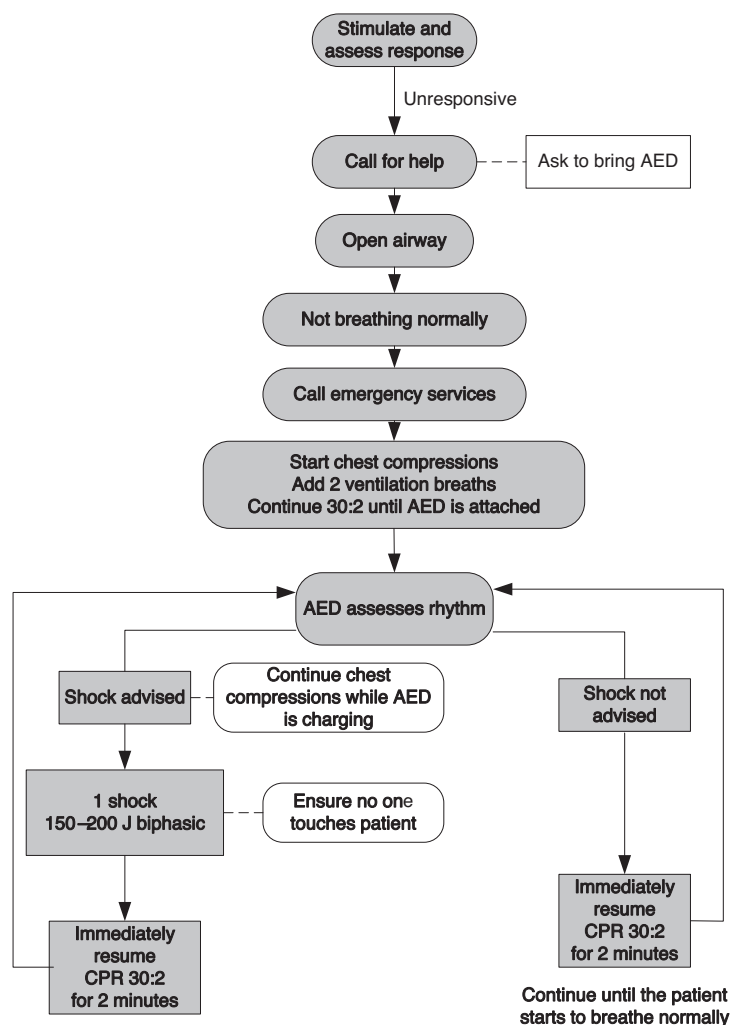 Stimulate and
assess response
Unresponsive
Call for help
Ask to bring AED
Open airway
Not breathing normally
Call emergency services
Start chest compressions
Add 2 ventilation breaths
Continue 30:2 until AED is attached
AED assesses rhythm
Shock advised
Continue chest
compressions while AED
is charging
Shock not
advised
1 shock
150–200 J biphasic
Ensure no one
touches patient
Immediately
resume
CPR 30:2
for 2 minutes
Immediately
resume
CPR 30:2
for 2 minutes
Continue until the patient
starts to breathe normally